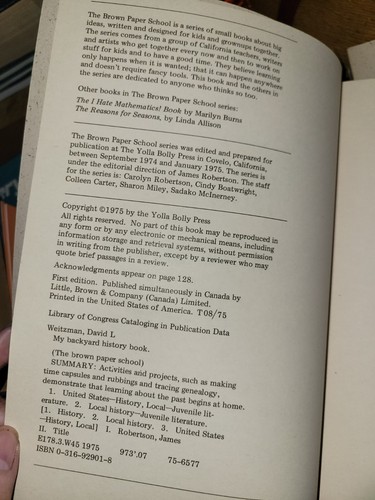 The Brown Paper School is a series of small books about big
ideas, written and designed for kids and grownups together.
The series comes from a group of California teachers, writers
and artists who get together every now and then to work on
stuff for kids and to have a good time. They believe learning
only happens when it is wanted; that it can happen anywhere
and doesn't require fancy tools. This book and the others in
the series are dedicated to anyone who thinks so too.
Other books in The Brown Paper School series:
The I Hate Mathematics! Book by Marilyn Burns
The Reasons for Seasons, by Linda Allison
The Brown Paper School series was edited and prepared for
publication at The Yolla Bolly Press in Covelo, California,
between September 1974 and January 1975. The series is
under the editorial direction of James Robertson. The staff
for the series is: Carolyn Robertson, Cindy Boatwright,
Colleen Carter, Sharon Miley, Sadako McInerney.
Copyright ©1975 by the Yolla Bolly Press
All rights reserved. No part of this book may be reproduced in
any form or by any electronic or mechanical means, including
information storage and retrieval systems, without permission
in writing from the publisher, except by a reviewer who may
quote brief passages in a review.
Acknowledgments appear on page 128.
First edition. Published simultaneously in Canada by
Little, Brown & Company (Canada) Limited.
Printed in the United States of America. T 08/75
Library of Congress Cataloging in Publication Data
Weitzman, David L
My backyard history book.
(The brown paper school)
SUMMARY: Activities and projects, such as making
time capsules and rubbings and tracing genealogy,
demonstrate that learning about the past begins at home.
1. United States—History, Local—Juvenile lit-
erature. 2. Local history—Juvenile literature.
[1. History. 2. Local history. 3. United States
—History, Local] I. Robertson, James
II. Title
E178.3.W45 1975 973'.07 75-6577
ISBN 0-316-92901-8